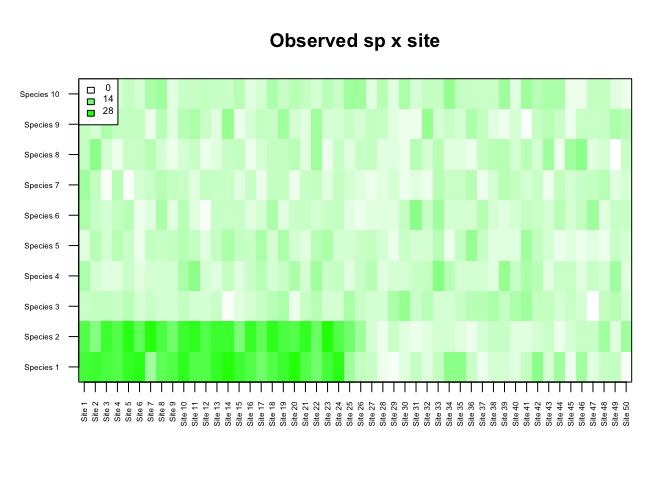 Observed sp x site
0
14
28
Species 10
Species 9
Species 8
Species 7
Species 6
Species 5
Species 4
Species 3
Species 2
Species 1
Site 1
Site 2
Site 3
Site 4
Site 5
Site 6
Site 7
Site 8
Site 9
Site 10
Site 11
Site 12
Site 13
Site 14
Site 15
Site 16
Site 17
Site 18
Site 19
Site 20
Site 21
Site 22
Site 23
Site 24
Site 25
Site 26
Site 27
Site 28
Site 29
Site 30
Site 31
Site 32
Site 33
Site 34
Site 35
Site 36
Site 37
Site 38
Site 39
Site 40
Site 41
Site 42
Site 43
Site 44
Site 45
Site 46
Site 47
Site 48
Site 49
Site 50